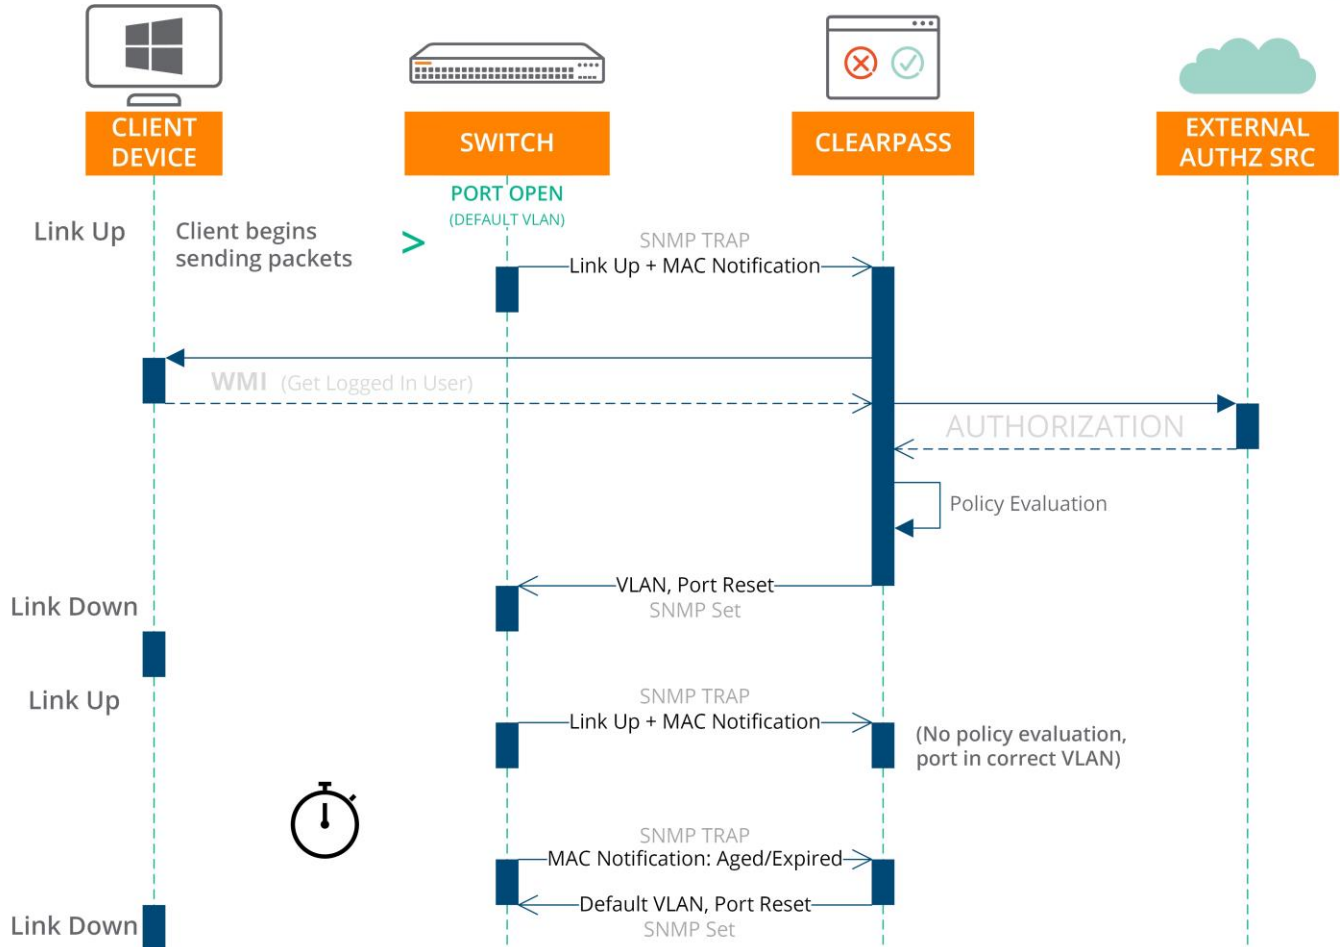 CLIENT
DEVICE
SWITCH
CLEARPASS
EXTERNAL
AUTHZ SRC
PORT OPEN
(DEFAULT VLAN)
Link Up
Client begins
sending packets
>
SNMP TRAP
Link Up + MAC Notification
WMI (Get Logged In User)
AUTHORIZATION
Policy Evaluation
VLAN, Port Reset
SNMP Set
Link Down
Link Up
SNMP TRAP
Link Up + MAC Notification
(No policy evaluation,
port in correct VLAN)
SNMP TRAP
MAC Notification: Aged/Expired
Default VLAN, Port Reset
SNMP Set
Link Down